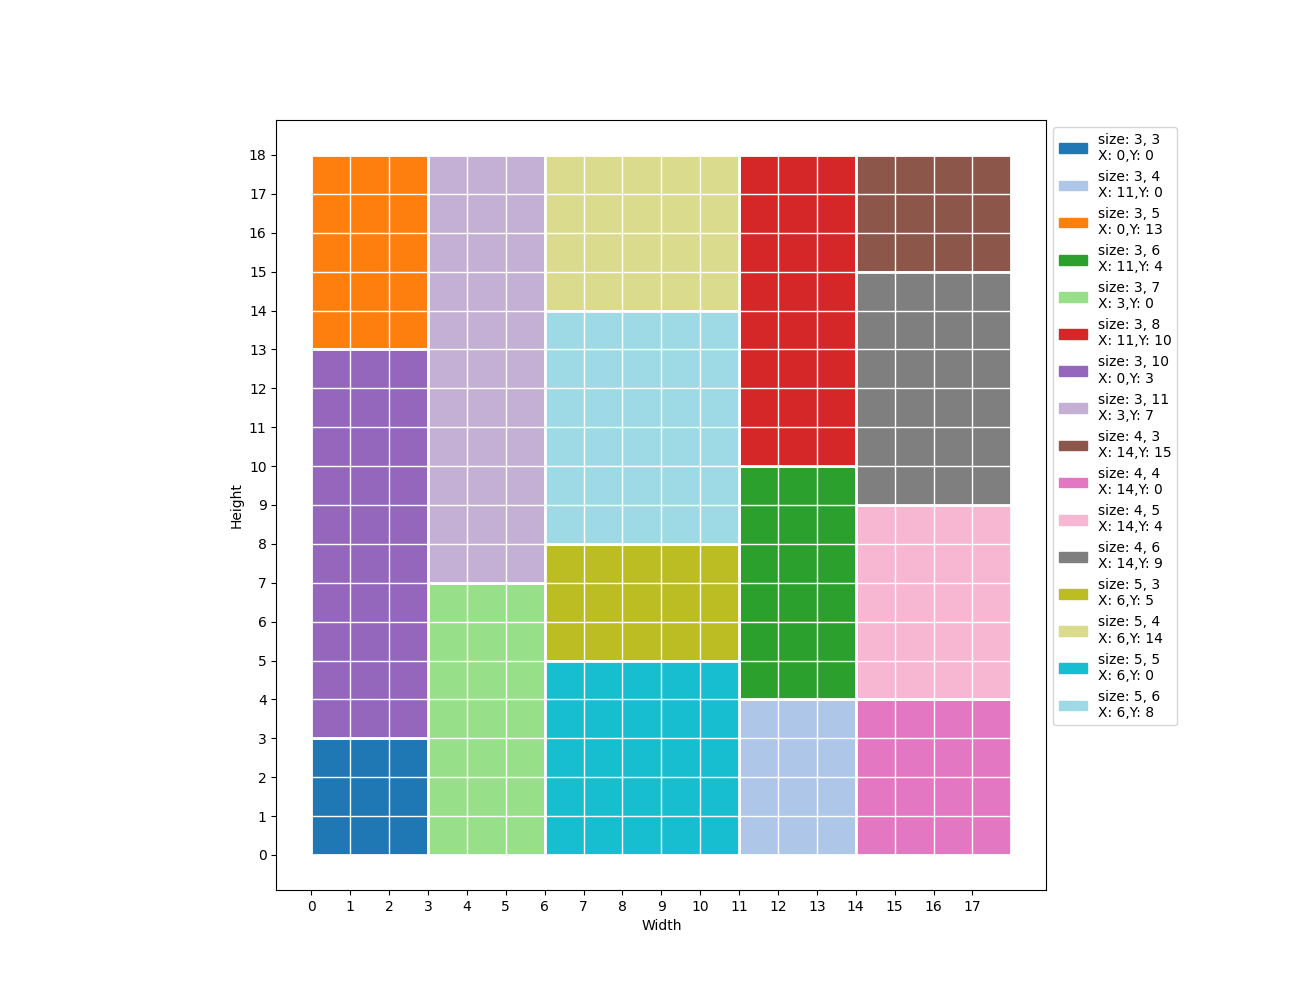 18
17
16
15
14
13
12
11
10
9
8
7
6
5
4
3
2
1
0
Height
0 1 2 3 4 5 6 7 8 9 10 11 12 13 14 15 16 17
Width
size: 3, 3
X: 0,Y: 0
size: 3, 4
X: 11,Y: 0
size: 3, 5
X: 0,Y: 13
size: 3, 6
X: 11,Y: 4
size: 3, 7
X: 3,Y: 0
size: 3, 8
X: 11,Y: 10
size: 3, 10
X: 0,Y: 3
size: 3, 11
X: 3,Y: 7
size: 4, 3
X: 14,Y: 15
size: 4, 4
X: 14,Y: 0
size: 4, 5
X: 14,Y: 4
size: 4, 6
X: 14,Y: 9
size: 5, 3
X: 6,Y: 5
size: 5, 4
X: 6,Y: 14
size: 5, 5
X: 6,Y: 0
size: 5, 6
X: 6,Y: 8